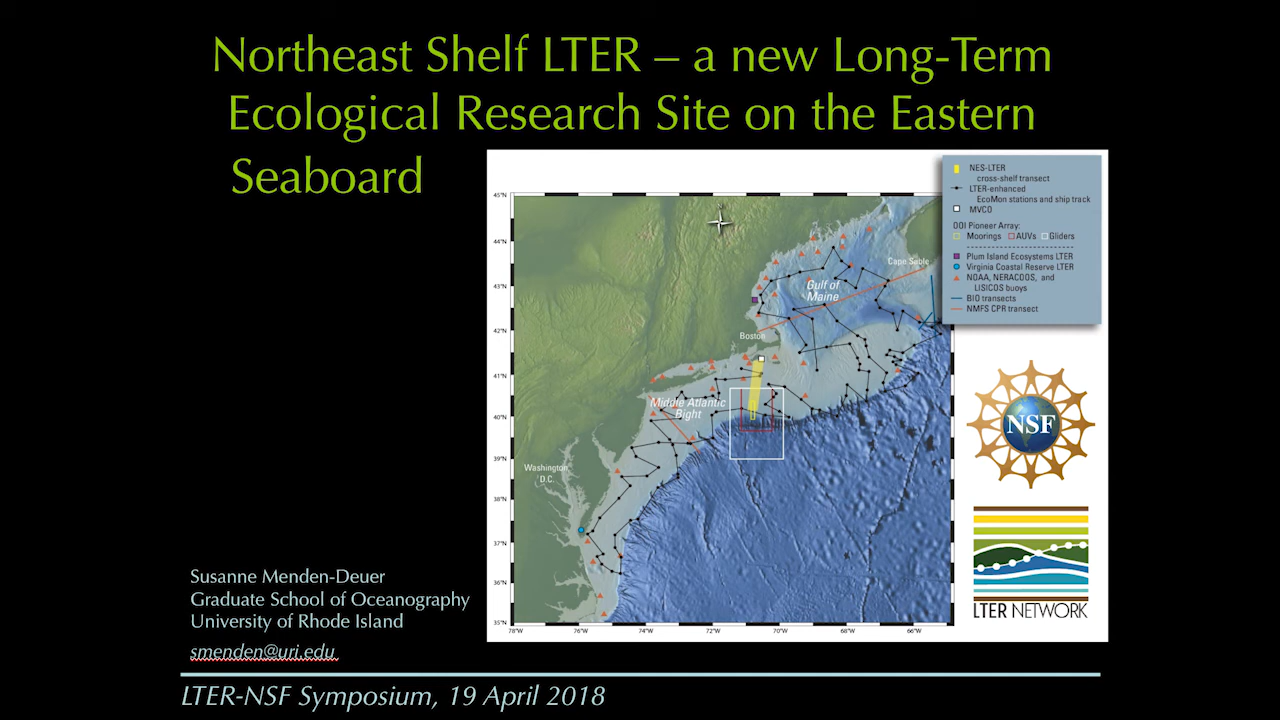 Northeast Shelf LTER – a new Long-Term
Ecological Research Site on the Eastern
Seaboard
NES-LTER
cross-shelf transect
LTER-enhanced
EcoMon stations and ship track
MVCO
OOI Pioneer Array:
Moorings AUVs Gliders
Plum Island Ecosystems LTER
Virginia Coastal Reserve LTER
NOAA, NERACOOS, and
LISICOS buoys
BIO transects
NMFS CPR transect
45°N
44°N
43°N
42°N
41°N
40°N
39°N
38°N
37°N
36°N
35°N
78°W
76°W
74°W
72°W
70°W
68°W
66°W
Cape Sable
Gulf of
Maine
Boston
Middle Atlantic
Bight
Washington,
D.C.
NSF
LTER NETWORK
Susanne Menden-Deuer
Graduate School of Oceanography
University of Rhode Island
smenden@uri.edu
LTER-NSF Symposium, 19 April 2018